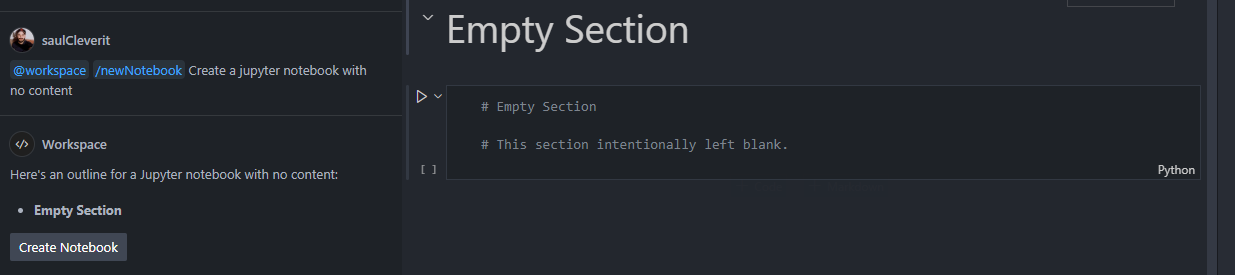 saulCleverit
@workspace /newNotebook Create a jupyter notebook with
no content
Workspace
Here's an outline for a Jupyter notebook with no content:
• Empty Section
Create Notebook
Empty Section
# Empty Section
# This section intentionally left blank.
[ ]
Python